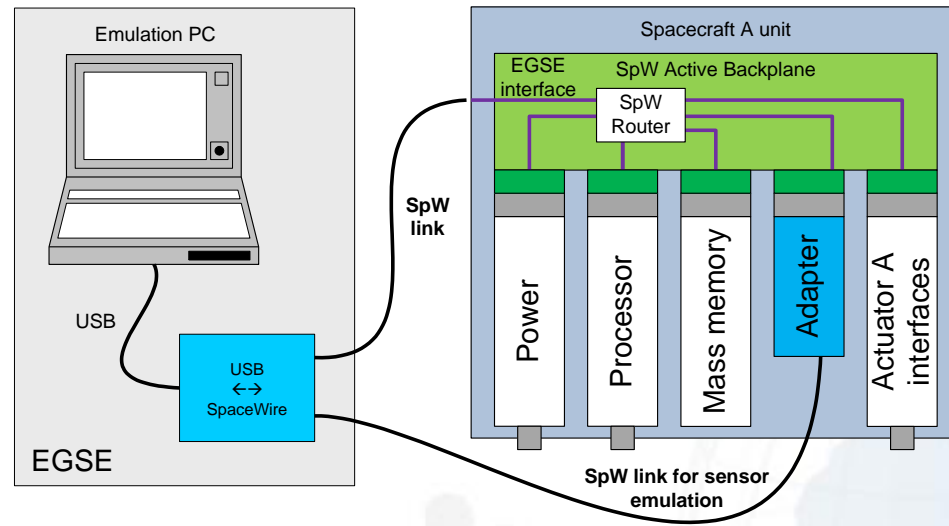 Emulation PC
USB
USB
←→
SpaceWire
EGSE
SpW
link
Spacecraft A unit
EGSE
interface
SpW Active Backplane
SpW
Router
Power
Processor
Mass memory
Adapter
Actuator A
interfaces
SpW link for sensor
emulation